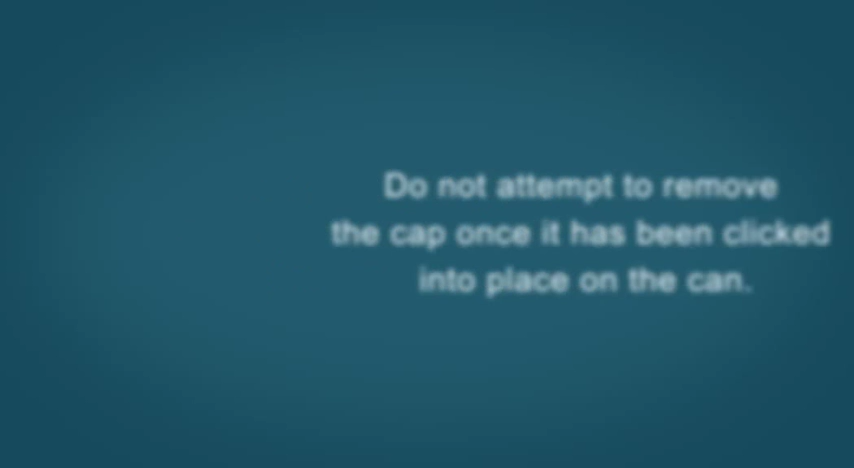 Do not attempt to remove
the cap once it has been clicked
into place on the can.